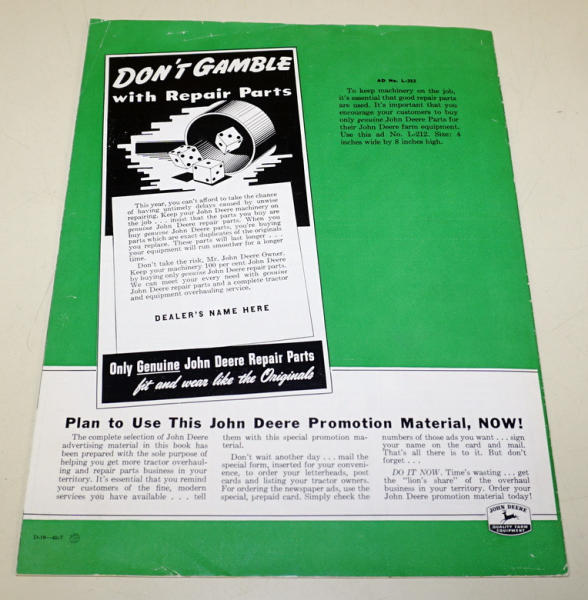 DON'T GAMBLE
with Repair Parts
This year, you can't afford to take the chance
of having untimely delays caused by unwise
repairing. Keep your John Deere machinery on
the job . . . insist that the parts you buy are
genuine John Deere repair parts. When you
buy genuine John Deere parts, you're buying
parts which are exact duplicates of the originals
you replace. These parts will last longer . . .
your equipment will run smoother for a longer
time.
Don't take the risk, Mr. John Deere Owner.
Keep your machinery 100 per cent John Deere
by buying only genuine John Deere repair parts.
We can meet your every need with genuine
John Deere repair parts and a complete tractor
and equipment overhauling service.
DEALER'S NAME HERE
Only Genuine John Deere Repair Parts
fit and wear like the Originals
AD No. L-212
To keep machinery on the job,
it's essential that good repair parts
are used. It's important that you
encourage your customers to buy
only genuine John Deere Parts for
their John Deere farm equipment.
Use this ad No. L-212. Size: 4
inches wide by 8 inches high.
Plan to Use This John Deere Promotion Material, NOW!
The complete selection of John Deere
advertising material in this book has
been prepared with the sole purpose of
helping you get more tractor overhaul-
ing and repair parts business in your
territory. It's essential that you remind
your customers of the fine, modern
services you have available . . . tell
them with this special promotion ma-
terial.
Don't wait another day . . . mail the
special form, inserted for your conveni-
ence, to order your letterheads, post
cards and listing your tractor owners.
For ordering the newspaper ads, use the
special, prepaid card. Simply check the
numbers of those ads you want . . . sign
your name on the card and mail.
That's all there is to it. But don't
forget . . .
DO IT NOW. Time's wasting . . . get
the "lion's share" of the overhaul
business in your territory. Order your
John Deere promotion material today!
JOHN DEERE
QUALITY FARM
EQUIPMENT